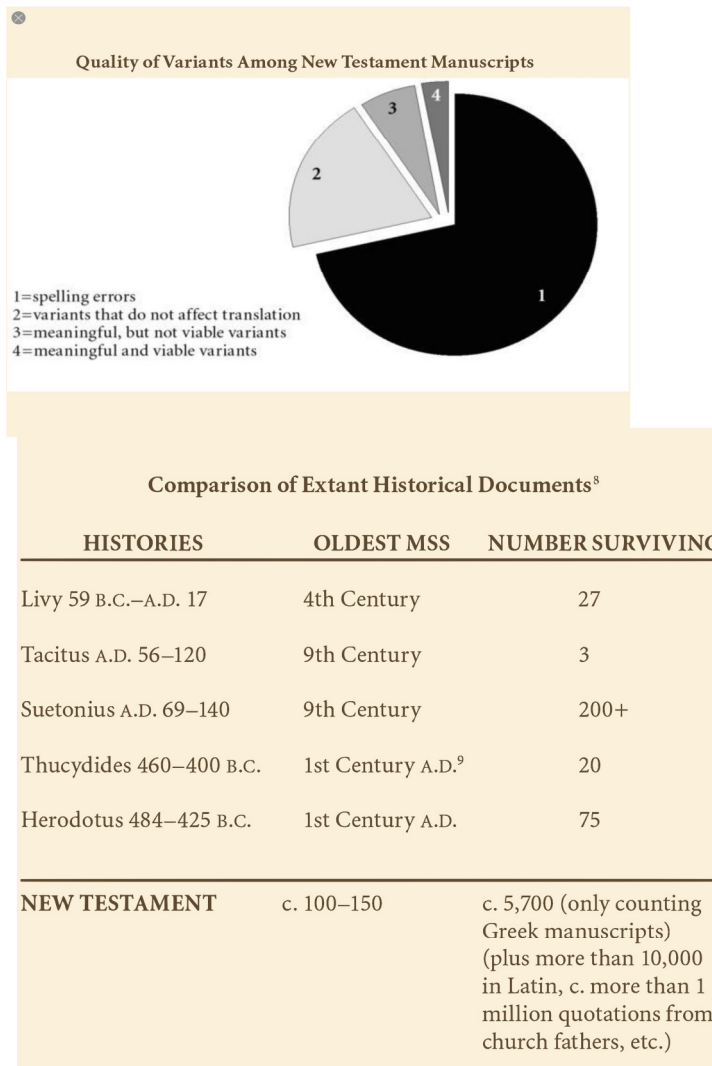 Quality of Variants Among New Testament Manuscripts
4
3
2
1
1=spelling errors
2=variants that do not affect translation
3=meaningful, but not viable variants
4=meaningful and viable variants
Comparison of Extant Historical Documents⁸
HISTORIES OLDEST MSS NUMBER SURVIVING
Livy 59 B.C.–A.D. 17 4th Century 27
Tacitus A.D. 56–120 9th Century 3
Suetonius A.D. 69–140 9th Century 200+
Thucydides 460–400 B.C. 1st Century A.D.⁹ 20
Herodotus 484–425 B.C. 1st Century A.D. 75
NEW TESTAMENT c. 100–150 c. 5,700 (only counting
Greek manuscripts)
(plus more than 10,000
in Latin, c. more than 1
million quotations from
church fathers, etc.)